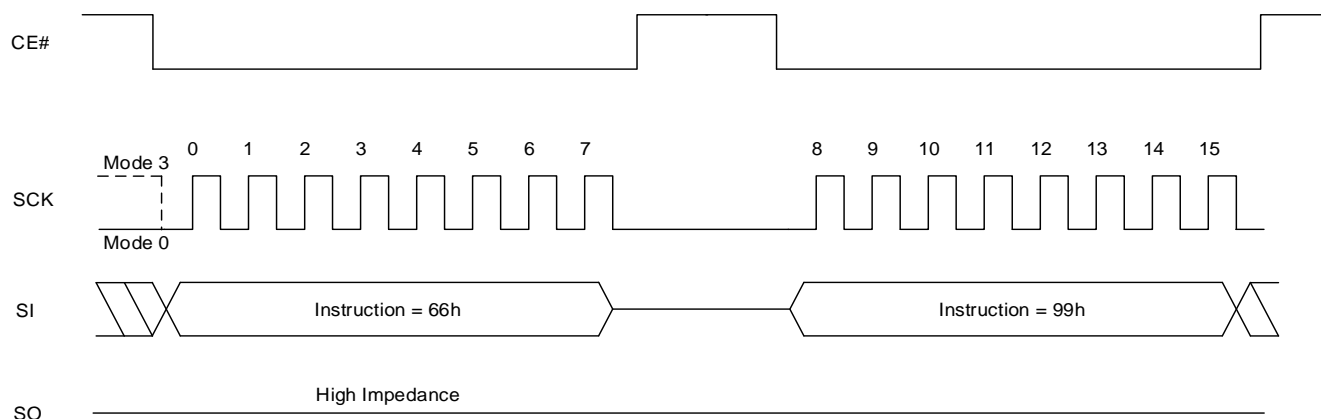 CE#
0 1 2 3 4 5 6 7 8 9 10 11 12 13 14 15
Mode 3
SCK
Mode 0
SI
Instruction = 66h
Instruction = 99h
High Impedance
SO